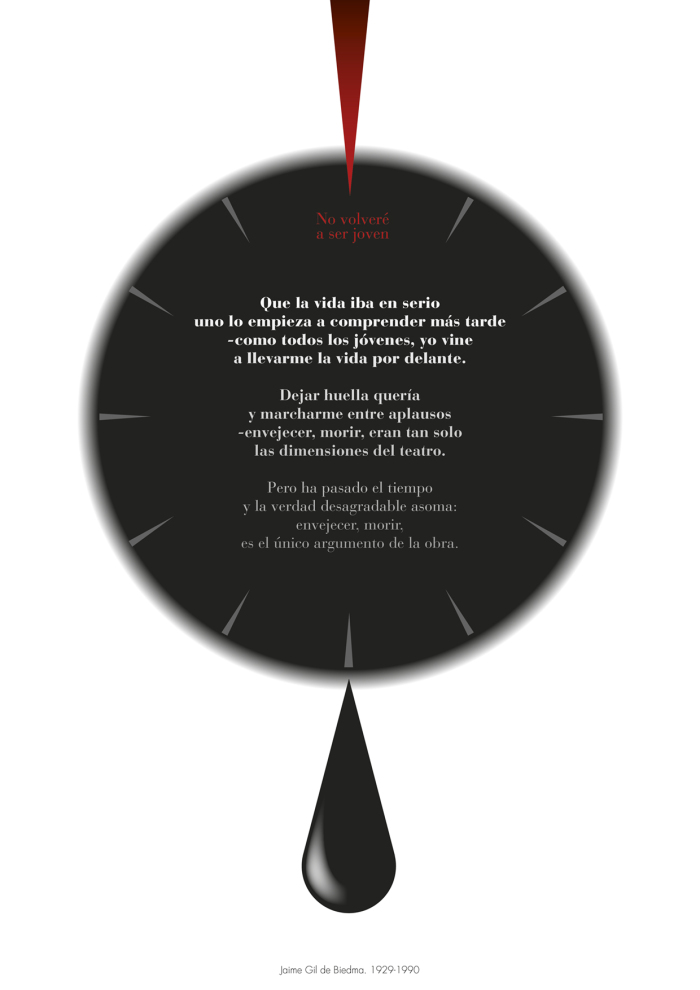 No volveré
a ser joven
Que la vida iba en serio
uno lo empieza a comprender más tarde
-como todos los jóvenes, yo vine
a llevarme la vida por delante.
Dejar huella quería
y marcharme entre aplausos
-envejecer, morir, eran tan solo
las dimensiones del teatro.
Pero ha pasado el tiempo
y la verdad desagradable asoma:
envejecer, morir,
es el único argumento de la obra.
Jaime Gil de Biedma. 1929-1990